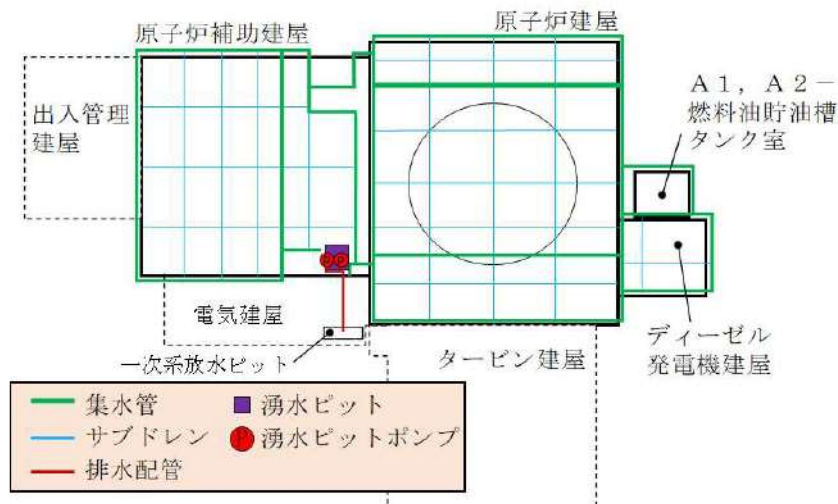 原子炉補助建屋
原子炉建屋
出入管理
建屋
A1,A2-
燃料油貯油槽
タンク室
PP
電気建屋
一次系放水ピット
タービン建屋
ディーゼル
発電機建屋
集水管
湧水ピット
サブドレン
P
湧水ピットポンプ
排水配管